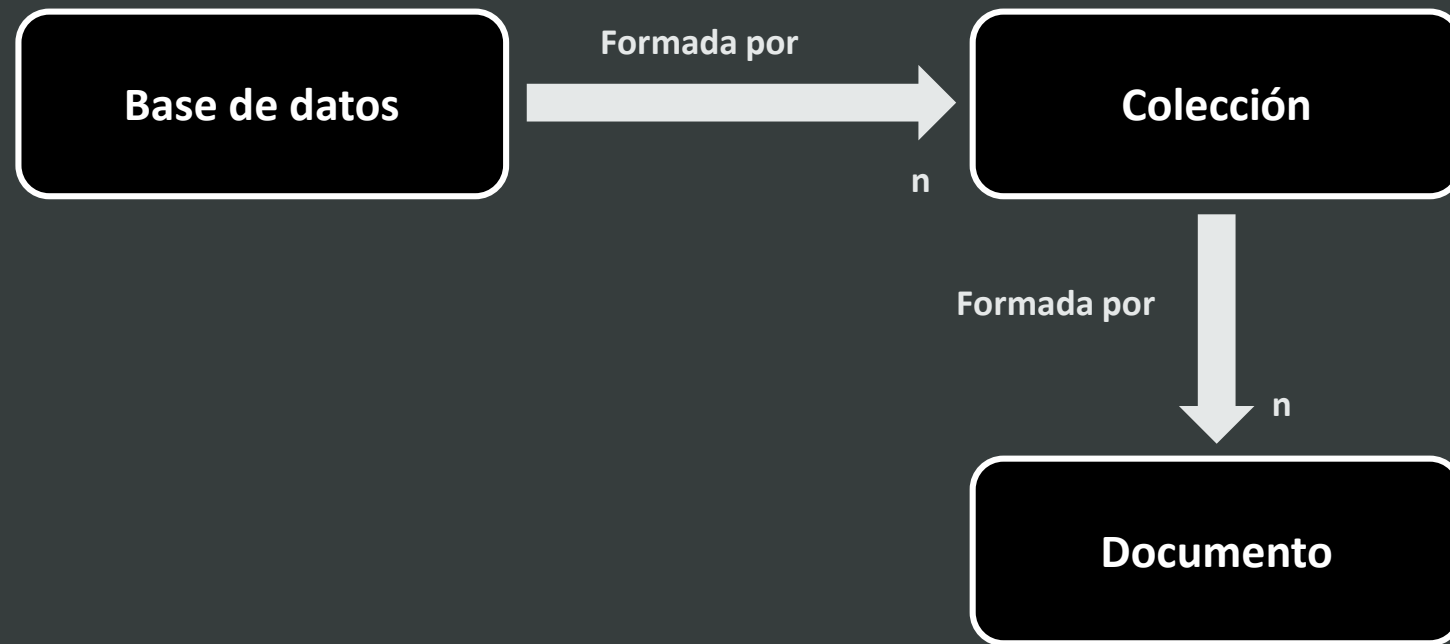 Formada por
Base de datos
Colección
n
Formada por
n
Documento